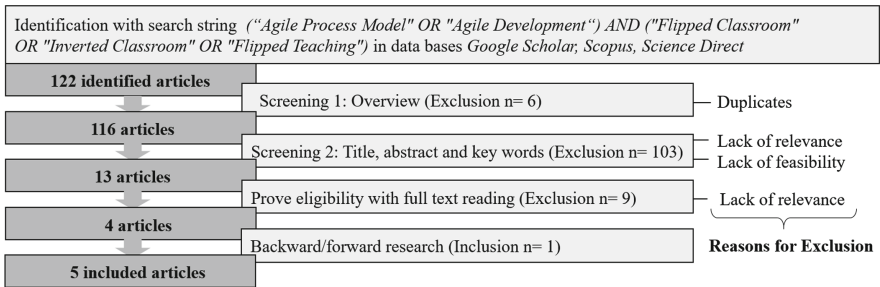 Identification with search string (“Agile Process Model" OR "Agile Development“) AND ("Flipped Classroom"
OR "Inverted Classroom" OR "Flipped Teaching") in data bases Google Scholar, Scopus, Science Direct
122 identified articles
Screening 1: Overview (Exclusion n= 6)
Duplicates
116 articles
Screening 2: Title, abstract and key words (Exclusion n= 103)
Lack of relevance
Lack of feasibility
13 articles
Prove eligibility with full text reading (Exclusion n= 9)
Lack of relevance
4 articles
Backward/forward research (Inclusion n= 1)
Reasons for Exclusion
5 included articles